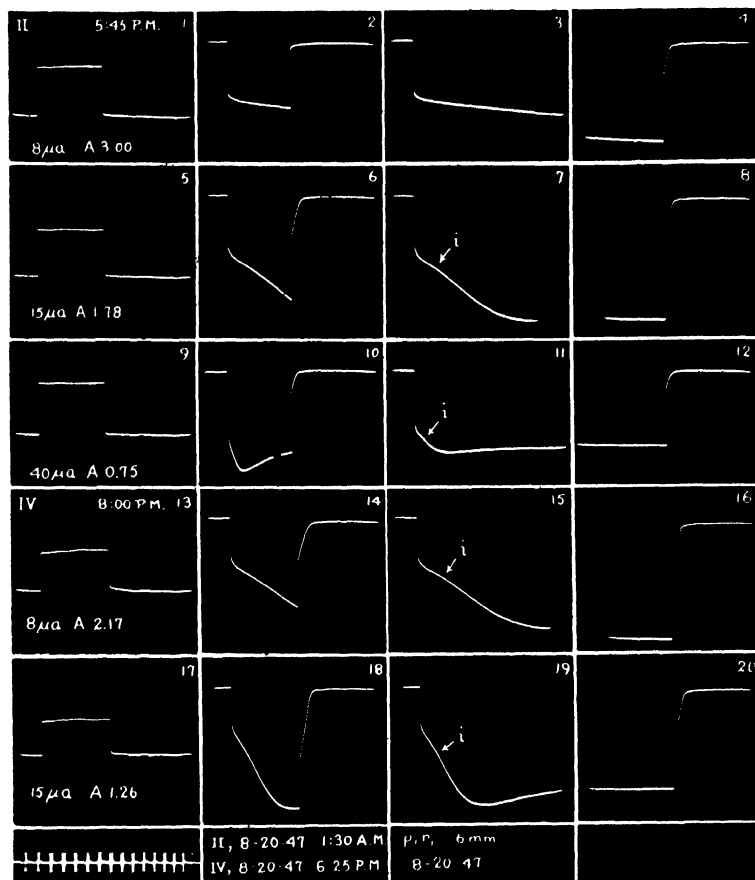 II 5:45 P.M. 1
2
3
4
8μa A 3.00
5
6
7
8
i
15μa A 1.78
9
10
11
12
i
40μa A 0.75
IV 8:00 P.M. 13
14
15
16
i
8μa A 2.17
17
18
19
20
i
15μa A 1.26
II, 8-20-47 1:30 A.M
IV, 8-20-47 6 25 P.M
6mm
8-20 47